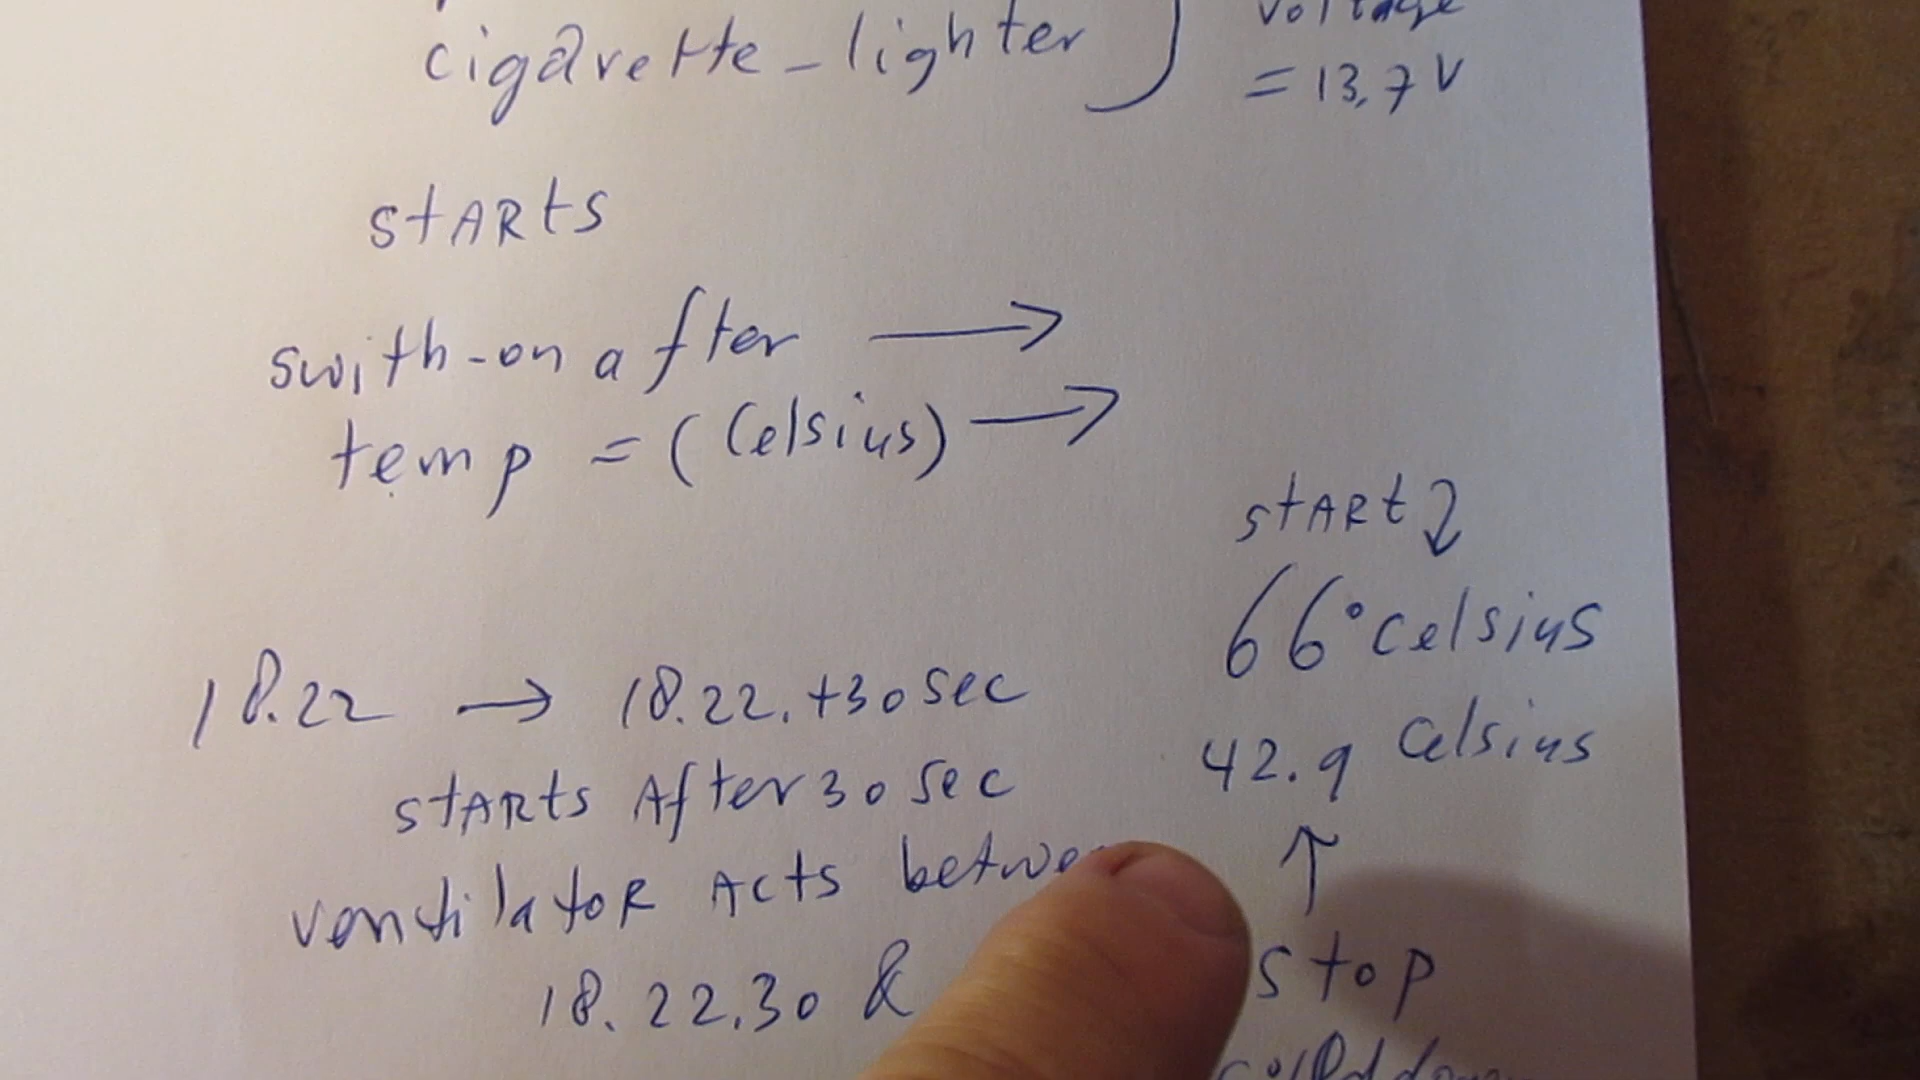 voltage
cigarette-lighter ) = 13,7 V
stARts
swith-on after →
temp = (Celsius) →
stARt
66° Celsius
18.22 → 18.22.+30 sec
42.9 Celsius
stARts After 30 sec
ventilatoR Acts
↑
18.22.30 &
stop